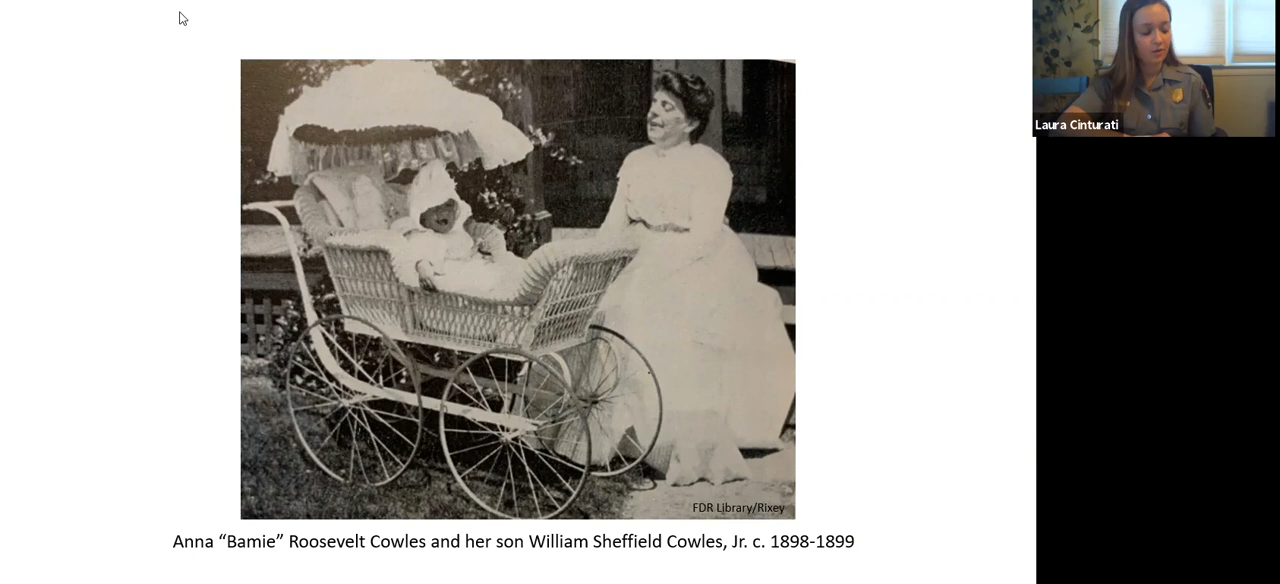 Laura Cinturati
FDR Library/Rixey
Anna “Bamie” Roosevelt Cowles and her son William Sheffield Cowles, Jr. c. 1898-1899